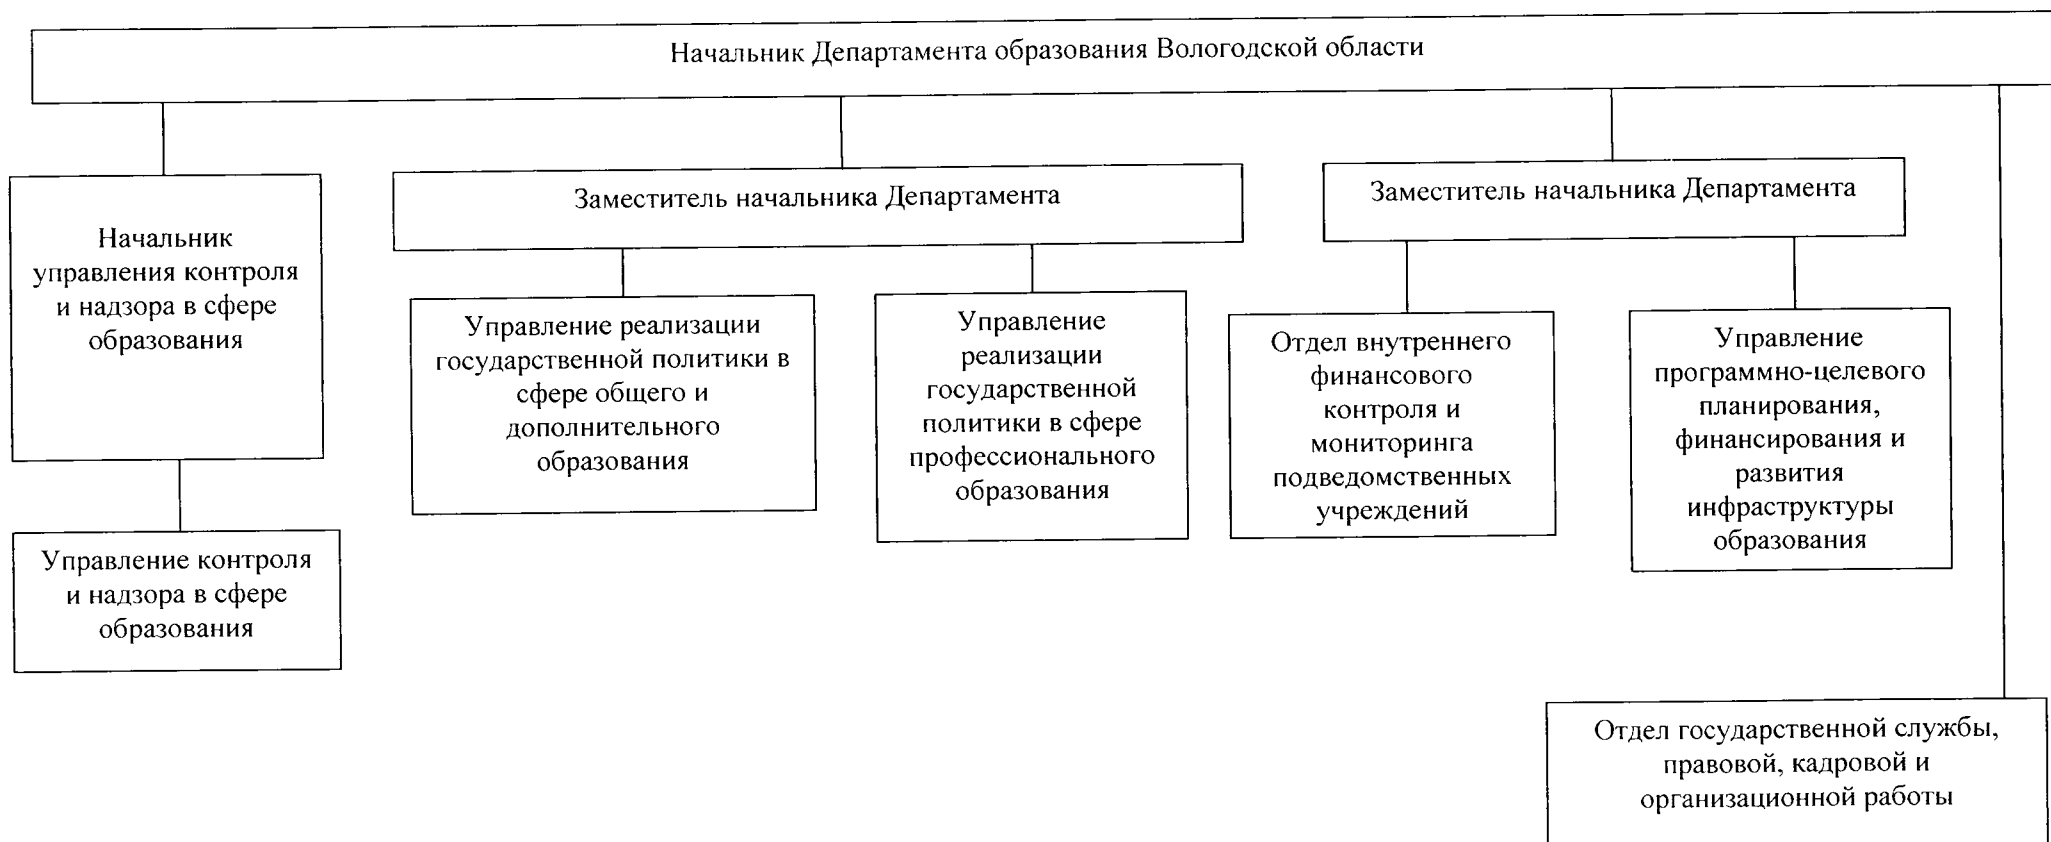 Начальник Департамента образования Вологодской области
Заместитель начальника Департамента
Заместитель начальника Департамента
Начальник
управления контроля
и надзора в сфере
образования
Управление реализации
государственной политики в
сфере общего и
дополнительного
образования
Управление
реализации
государственной
политики в сфере
профессионального
образования
Отдел внутреннего
финансового
контроля и
мониторинга
подведомственных
учреждений
Управление
программно-целевого
планирования,
финансирования и
развития
инфраструктуры
образования
Управление контроля
и надзора в сфере
образования
Отдел государственной службы,
правовой, кадровой и
организационной работы